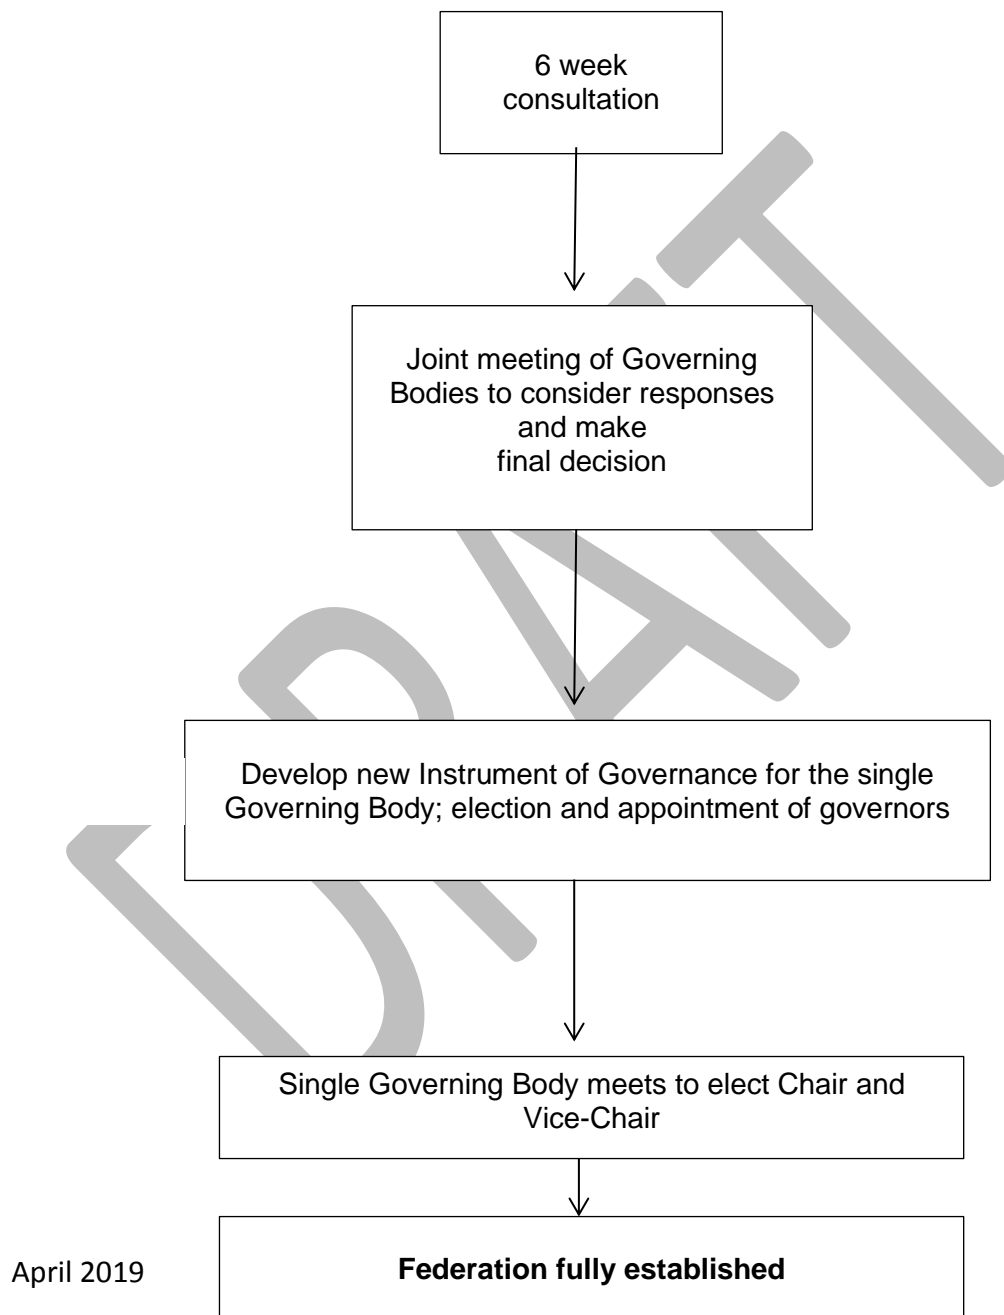 6 week
consultation
Joint meeting of Governing
Bodies to consider responses
and make
final decision
Develop new Instrument of Governance for the single
Governing Body; election and appointment of governors
Single Governing Body meets to elect Chair and
Vice-Chair
April 2019
Federation fully established
DRAFT